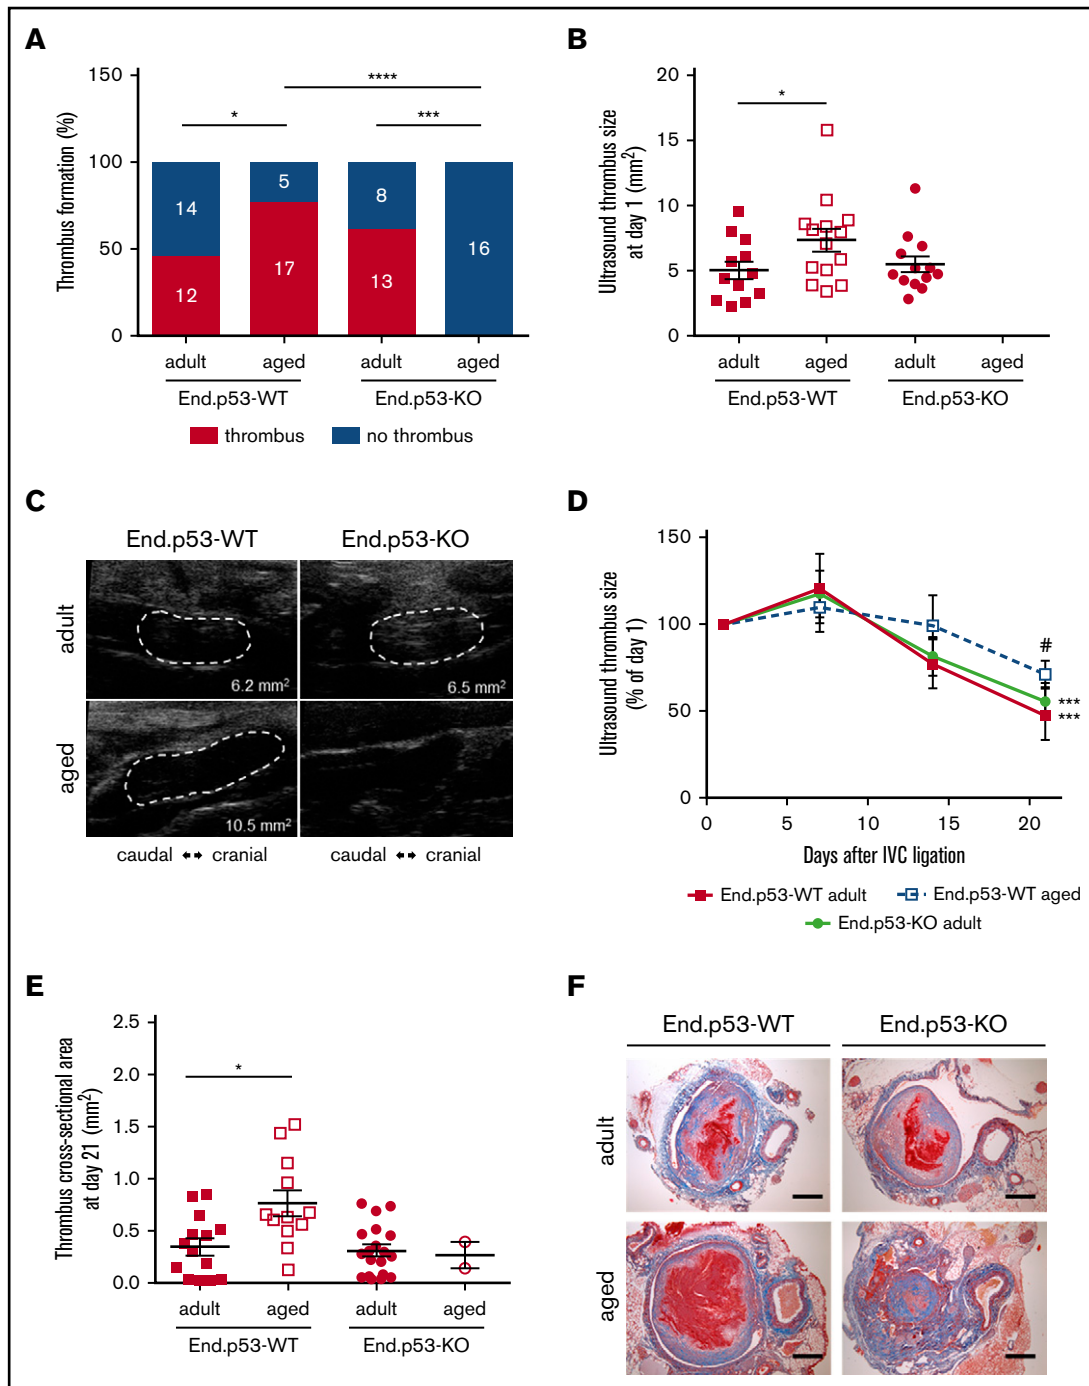 A
Thrombus formation (%)
150
100
50
0
****
*
***
14
12
5
17
8
13
16
adult
aged
adult
aged
End.p53-WT
End.p53-KO
thrombus
no thrombus
B
Ultrasound thrombus size
at day 1 (mm²)
20
15
10
5
0
*
adult
aged
adult
aged
End.p53-WT
End.p53-KO
C
End.p53-WT
End.p53-KO
adult
6.2 mm²
6.5 mm²
aged
10.5 mm²
caudal
cranial
caudal
cranial
D
Ultrasound thrombus size
(% of day 1)
150
100
50
0
#
***
***
0
5
10
15
20
Days after IVC ligation
End.p53-WT adult
End.p53-WT aged
End.p53-KO adult
E
Thrombus cross-sectional area
at day 21 (mm²)
2.5
2.0
1.5
1.0
0.5
0.0
*
adult
aged
adult
aged
End.p53-WT
End.p53-KO
F
End.p53-WT
End.p53-KO
adult
aged